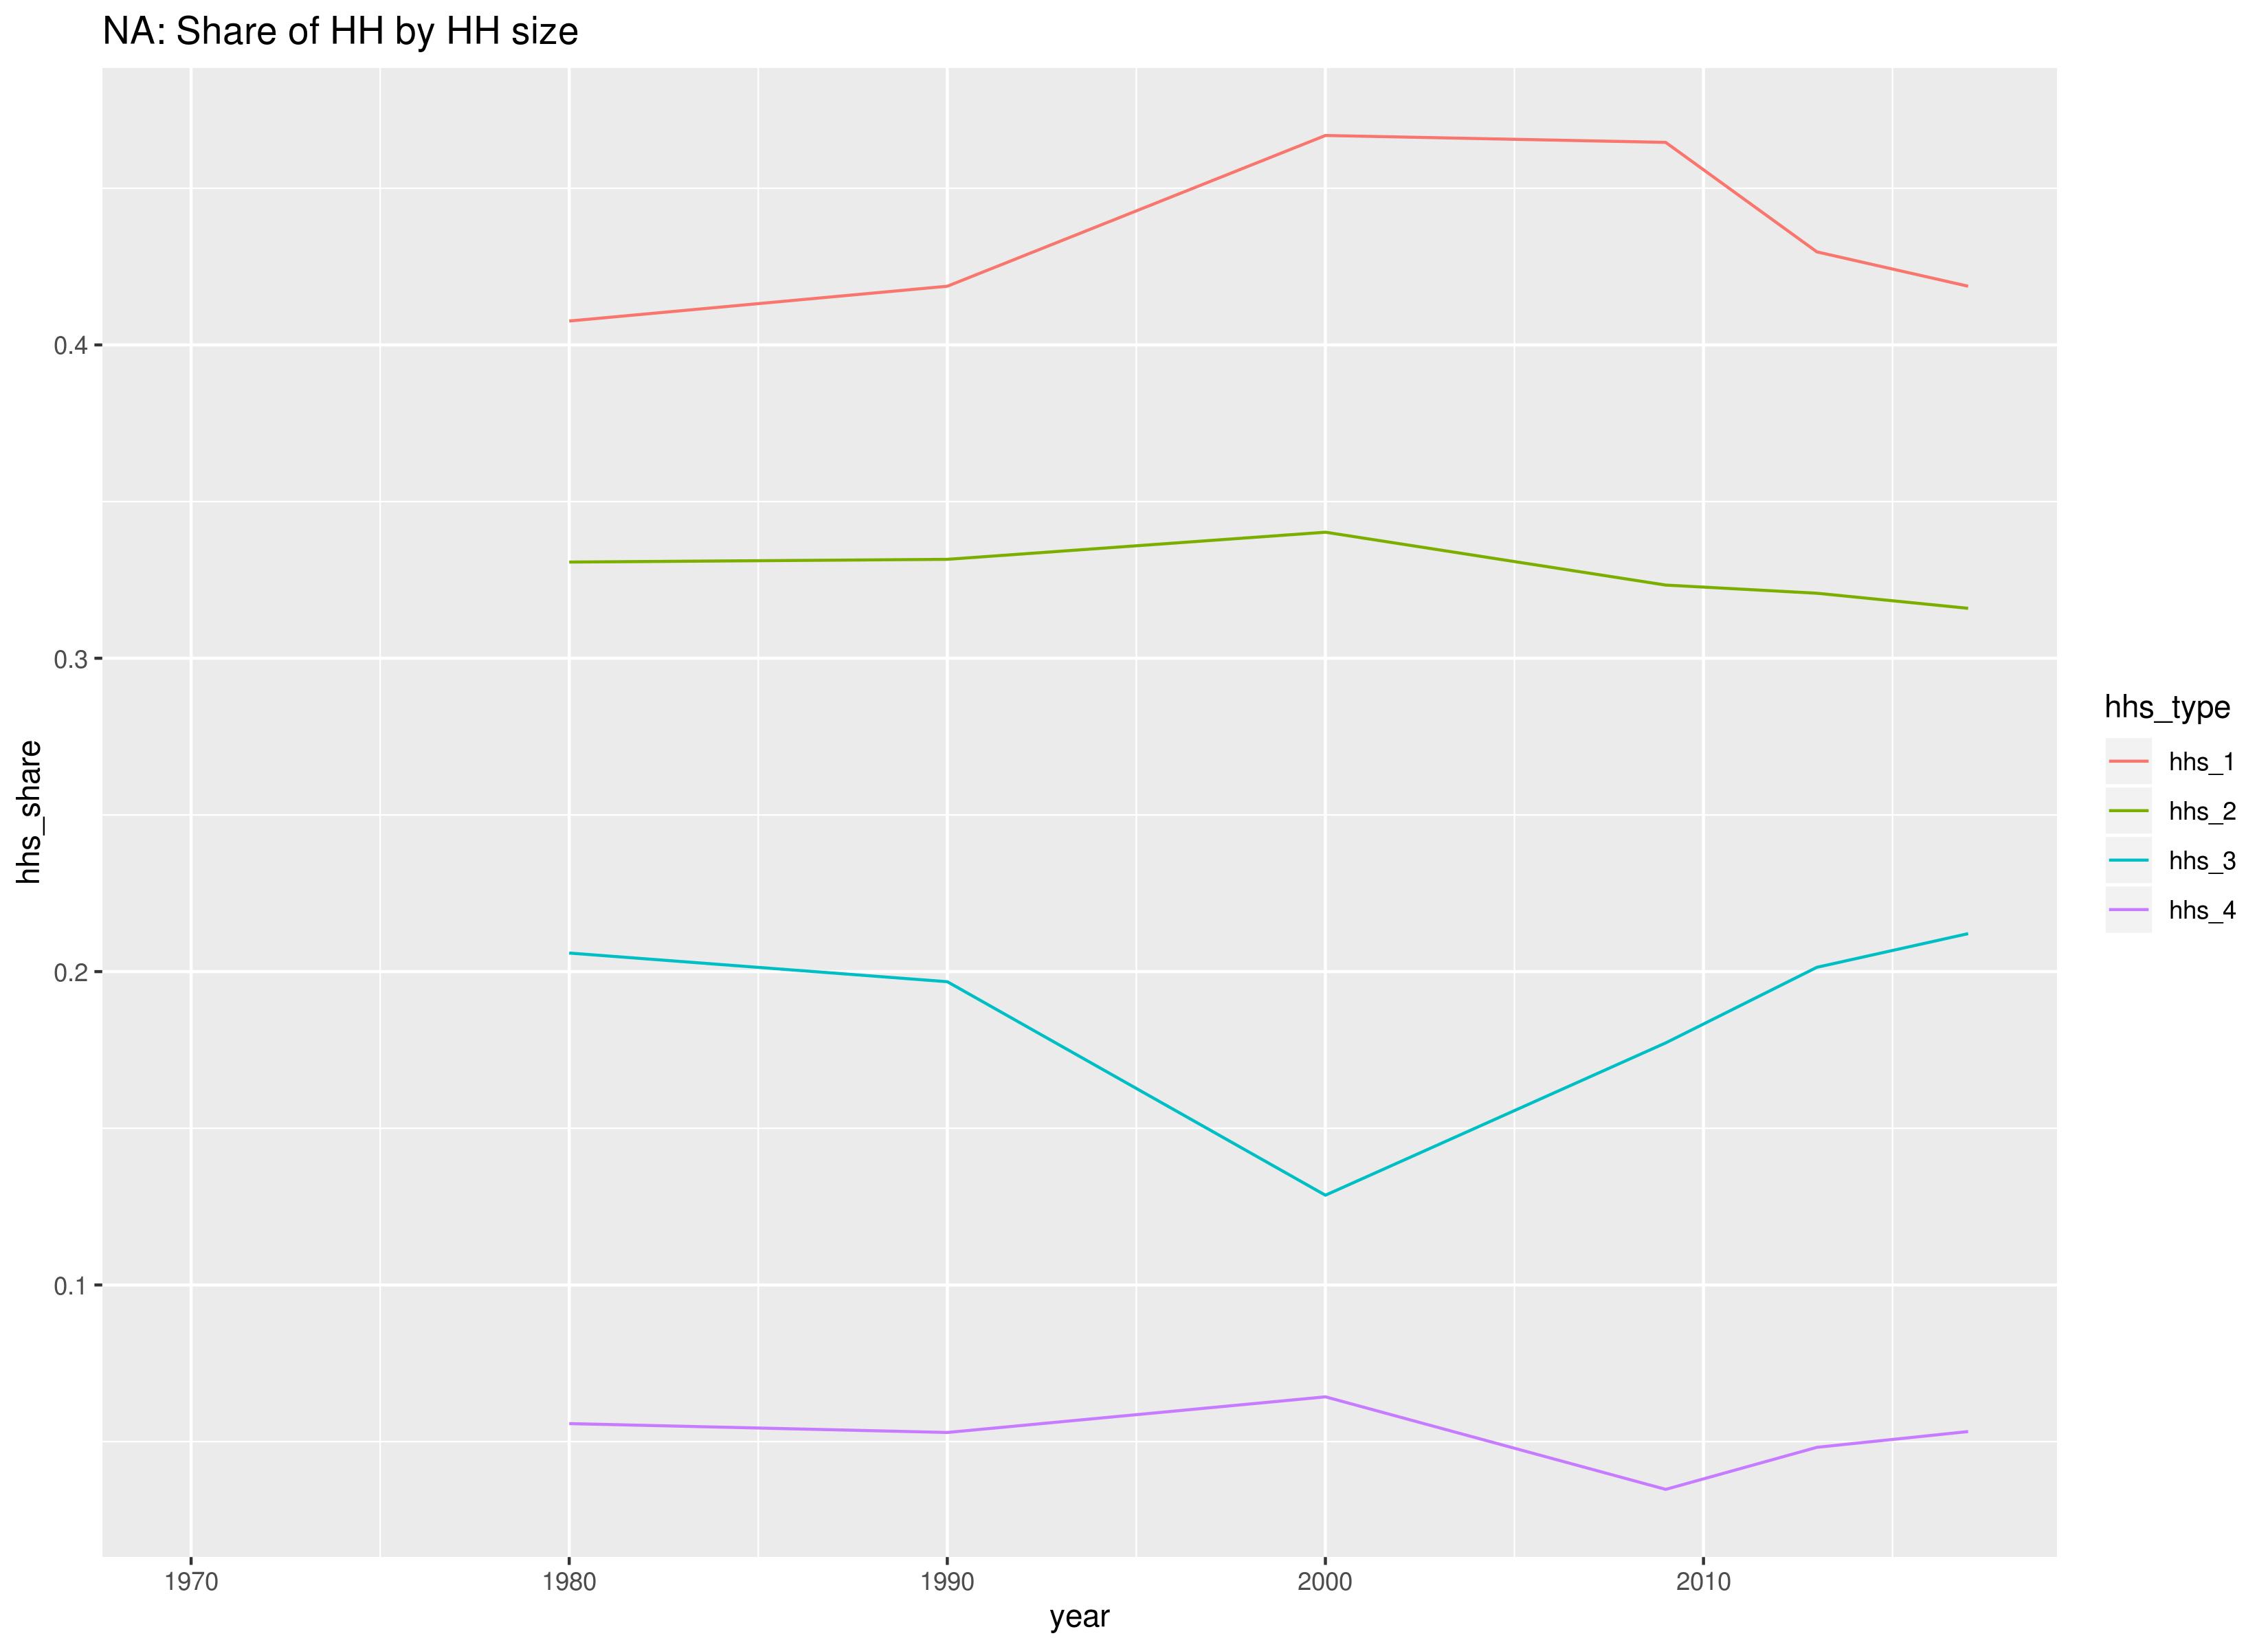 NA: Share of HH by HH size
hhs_share
0.4
0.3
0.2
0.1
1970
1980
1990
2000
2010
year
hhs_type
hhs_1
hhs_2
hhs_3
hhs_4